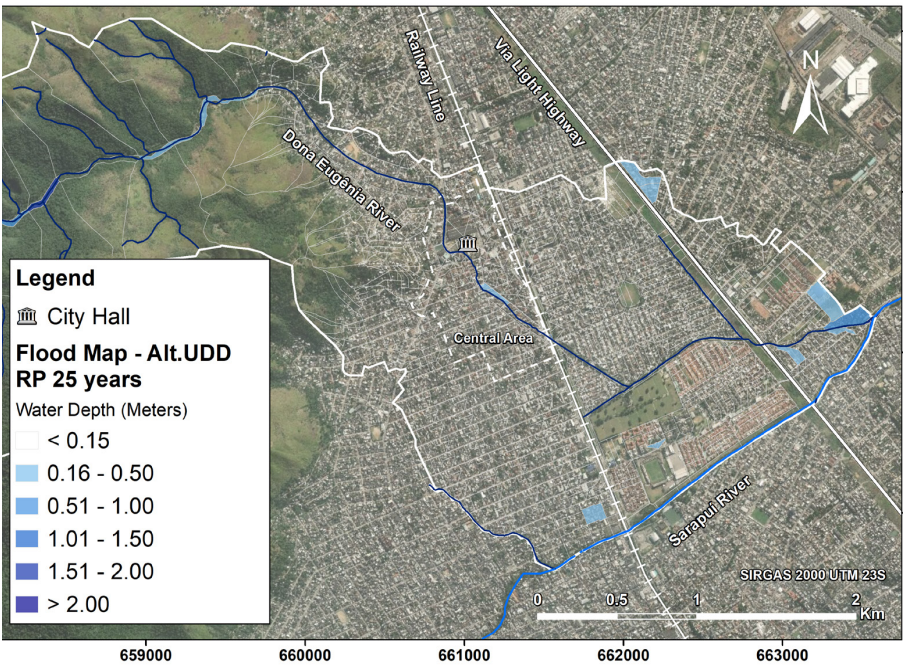 Railway Line
Via Light Highway
N
Dona Eugênia River
Central Area
Sarapui River
SIRGAS 2000 UTM 23S
0 0.5 1 2
Km
Legend
City Hall
Flood Map - Alt.UDD
RP 25 years
Water Depth (Meters)
< 0.15
0.16 - 0.50
0.51 - 1.00
1.01 - 1.50
1.51 - 2.00
> 2.00
659000 660000 661000 662000 663000